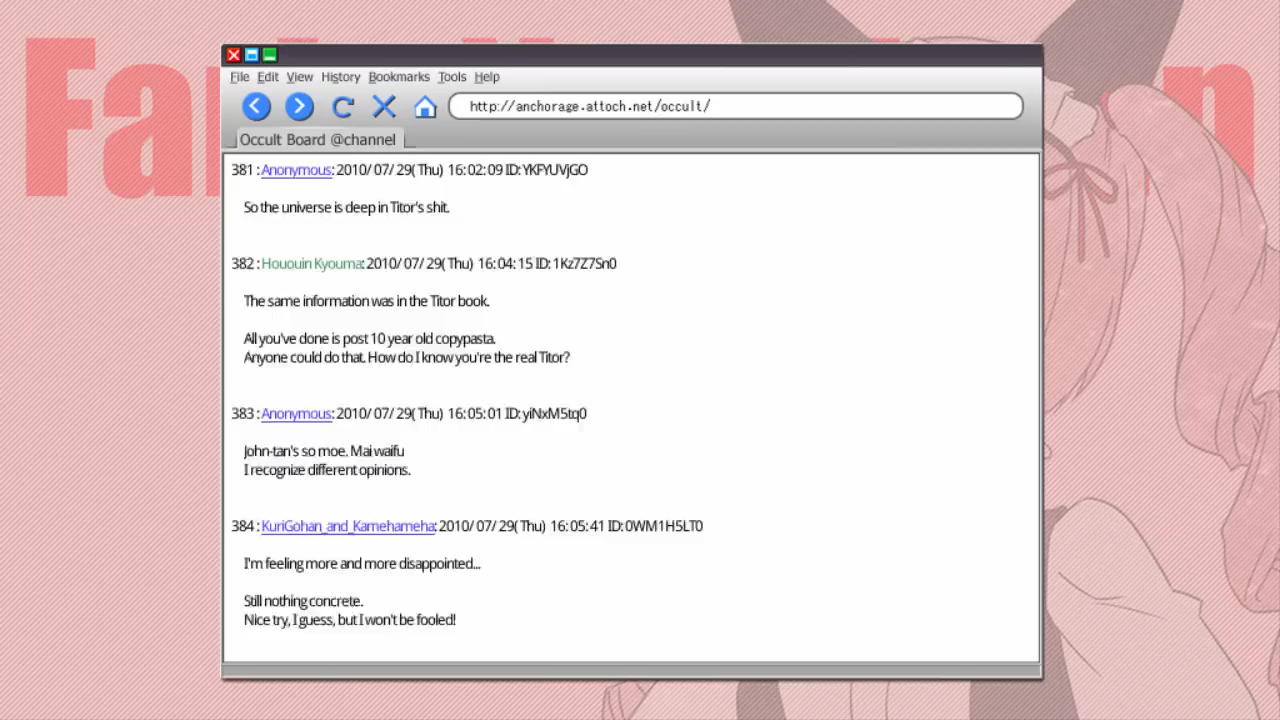 File Edit View History Bookmarks Tools Help
http://anchorage.attoch.net/occult/
Occult Board @channel
381 : Anonymous: 2010/07/29(Thu) 16:02:09 ID:YKFYUVjGO
So the universe is deep in Titor's shit.
382 : Hououin Kyouma: 2010/07/29(Thu) 16:04:15 ID:1Kz7Z7Sn0
The same information was in the Titor book.
All you've done is post 10 year old copypasta.
Anyone could do that. How do I know you're the real Titor?
383 : Anonymous: 2010/07/29(Thu) 16:05:01 ID:yiNxM5tq0
John-tan's so moe. Mai waifu
I recognize different opinions.
384 : KuriGohan_and_Kamehameha: 2010/07/29(Thu) 16:05:41 ID:0WM1H5LT0
I'm feeling more and more disappointed...
Still nothing concrete.
Nice try, I guess, but I won't be fooled!